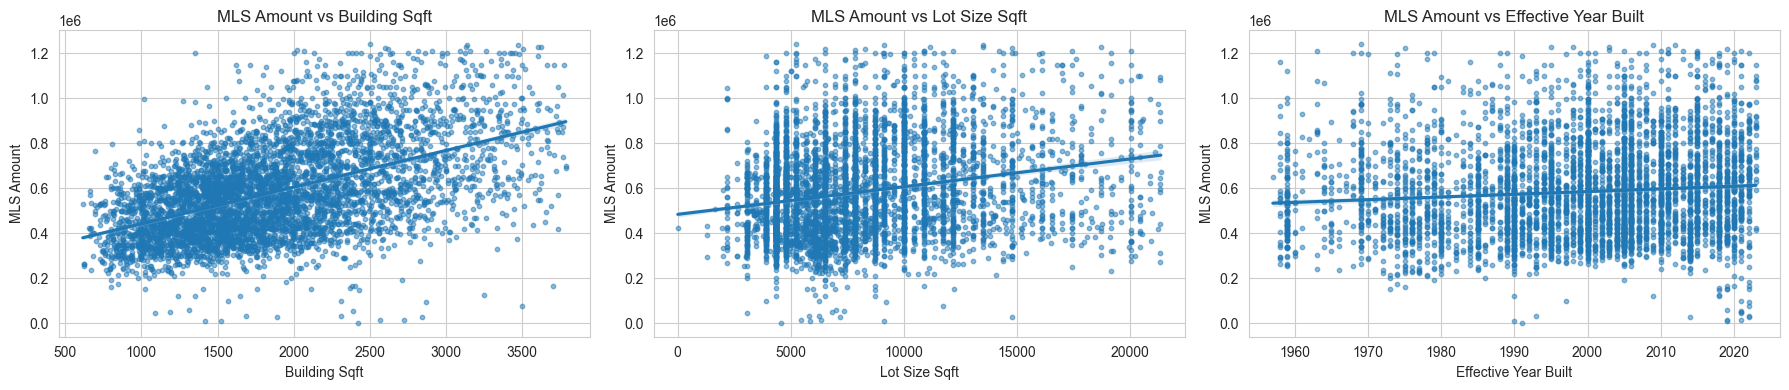 MLS Amount vs Building Sqft
1e6
MLS Amount
1.2
1.0
0.8
0.6
0.4
0.2
0.0
500 1000 1500 2000 2500 3000 3500
Building Sqft
MLS Amount vs Lot Size Sqft
1e6
MLS Amount
1.2
1.0
0.8
0.6
0.4
0.2
0.0
0 5000 10000 15000 20000
Lot Size Sqft
MLS Amount vs Effective Year Built
1e6
MLS Amount
1.2
1.0
0.8
0.6
0.4
0.2
0.0
1960 1970 1980 1990 2000 2010 2020
Effective Year Built